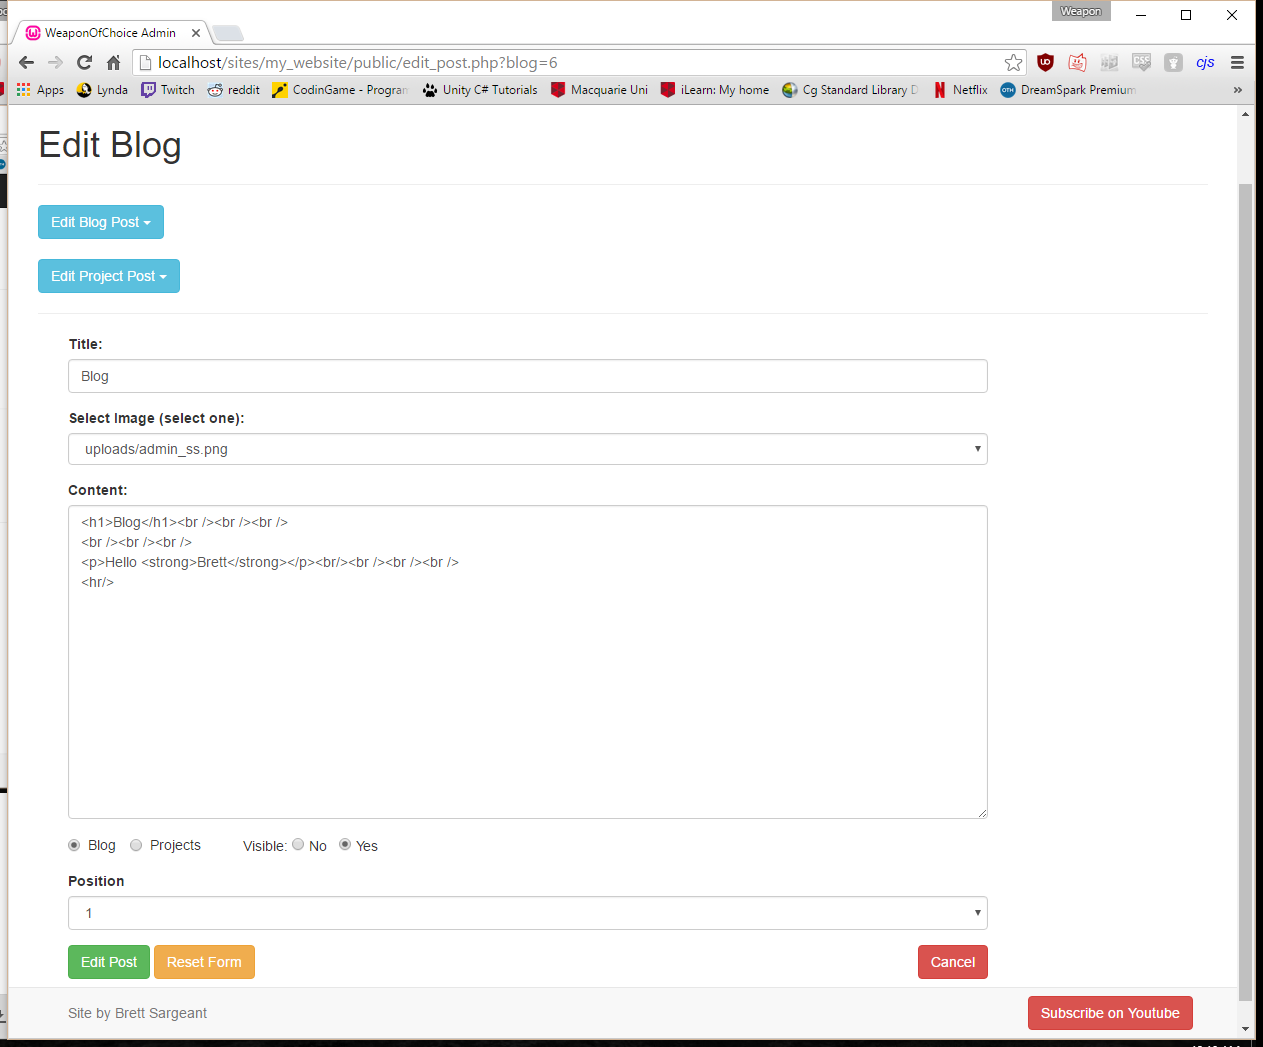 Weapon
WeaponOfChoice Admin
localhost/sites/my_website/public/edit_post.php?blog=6
Apps Lynda Twitch reddit CodingGame - Program Unity C# Tutorials Macquarie Uni iLearn: My home Cg Standard Library D Netflix DreamSpark Premium »
Edit Blog
Edit Blog Post
Edit Project Post
Title:
Blog
Select Image (select one):
uploads/admin_ss.png
Content:
<h1>Blog</h1><br /><br /><br />
<br /><br /><br />
<p>Hello <strong>Brett</strong></p><br/><br /><br /><br />
<hr/>
Blog Projects Visible: No Yes
Position
1
Edit Post Reset Form Cancel
Site by Brett Sargeant Subscribe on Youtube